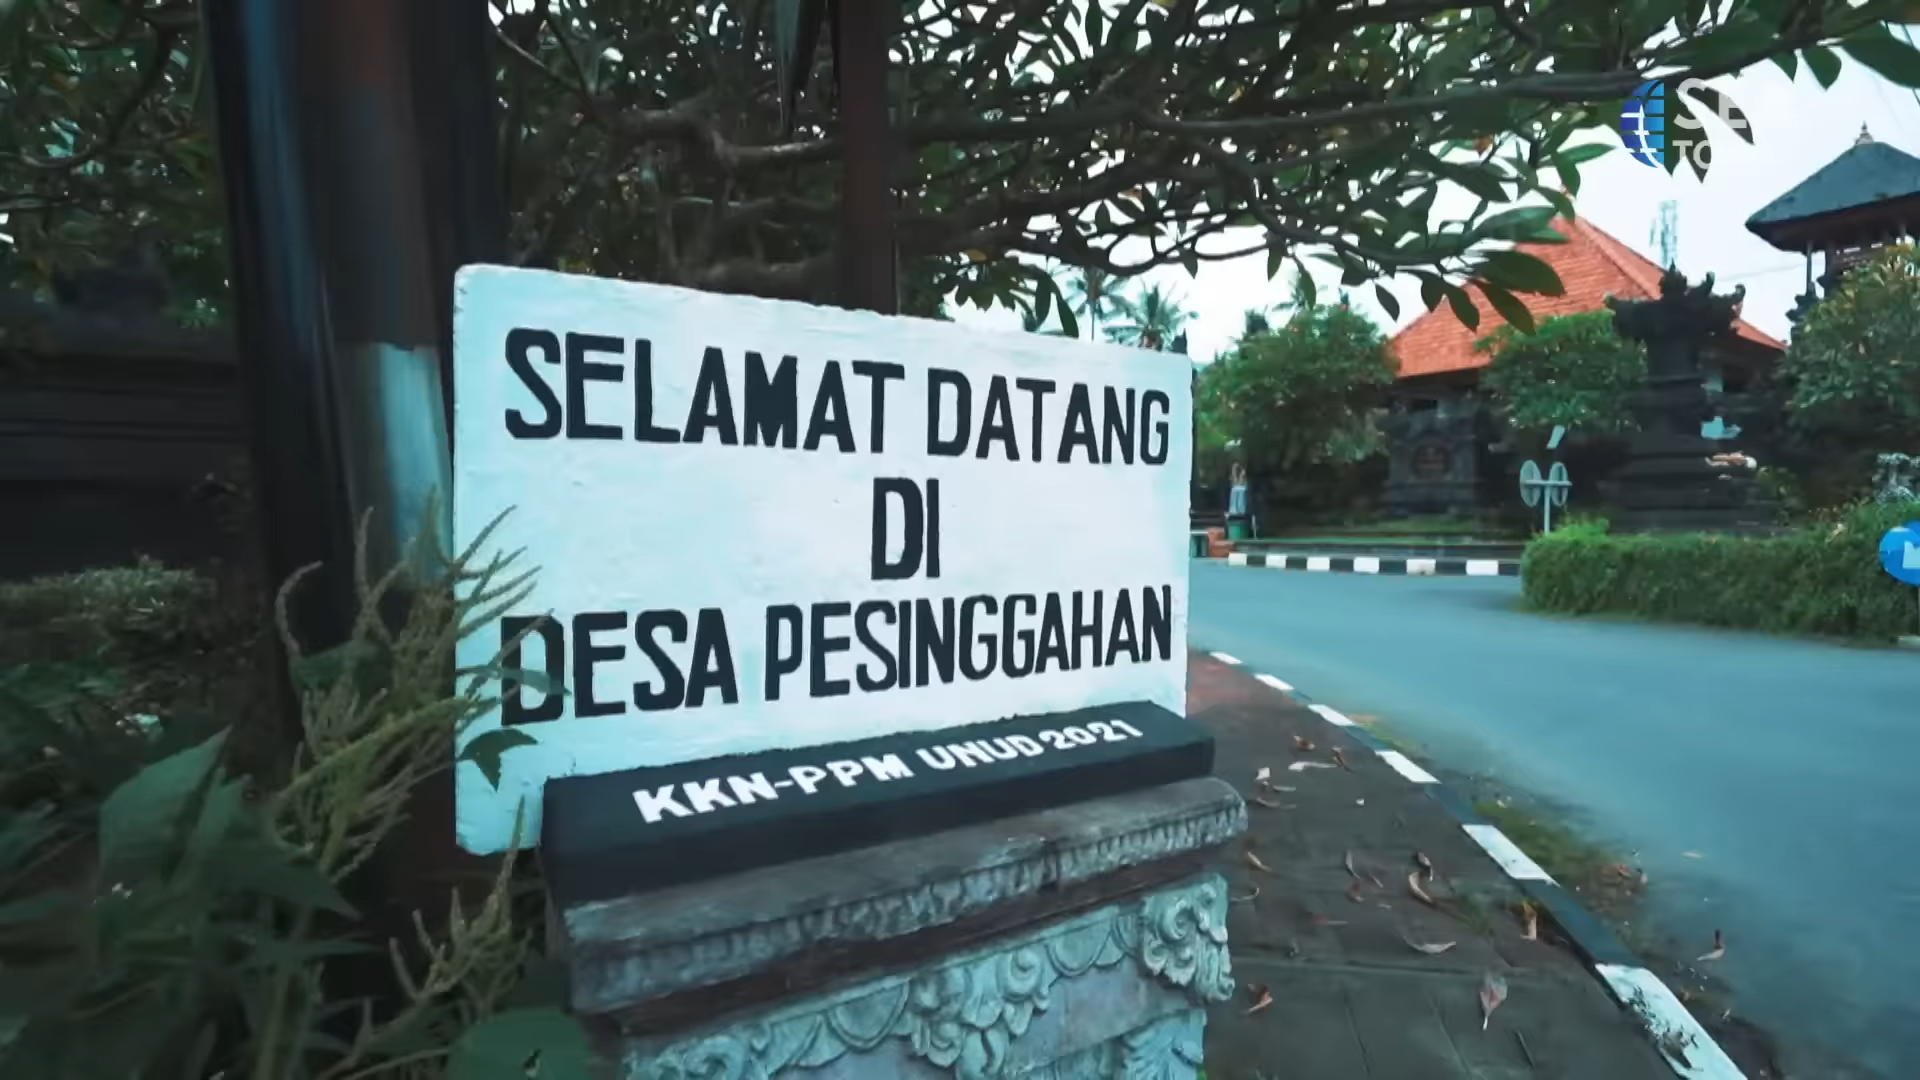 SELAMAT DATANG
DI
DESA PESINGGAHAN
KKN-PPM UNUD 2021